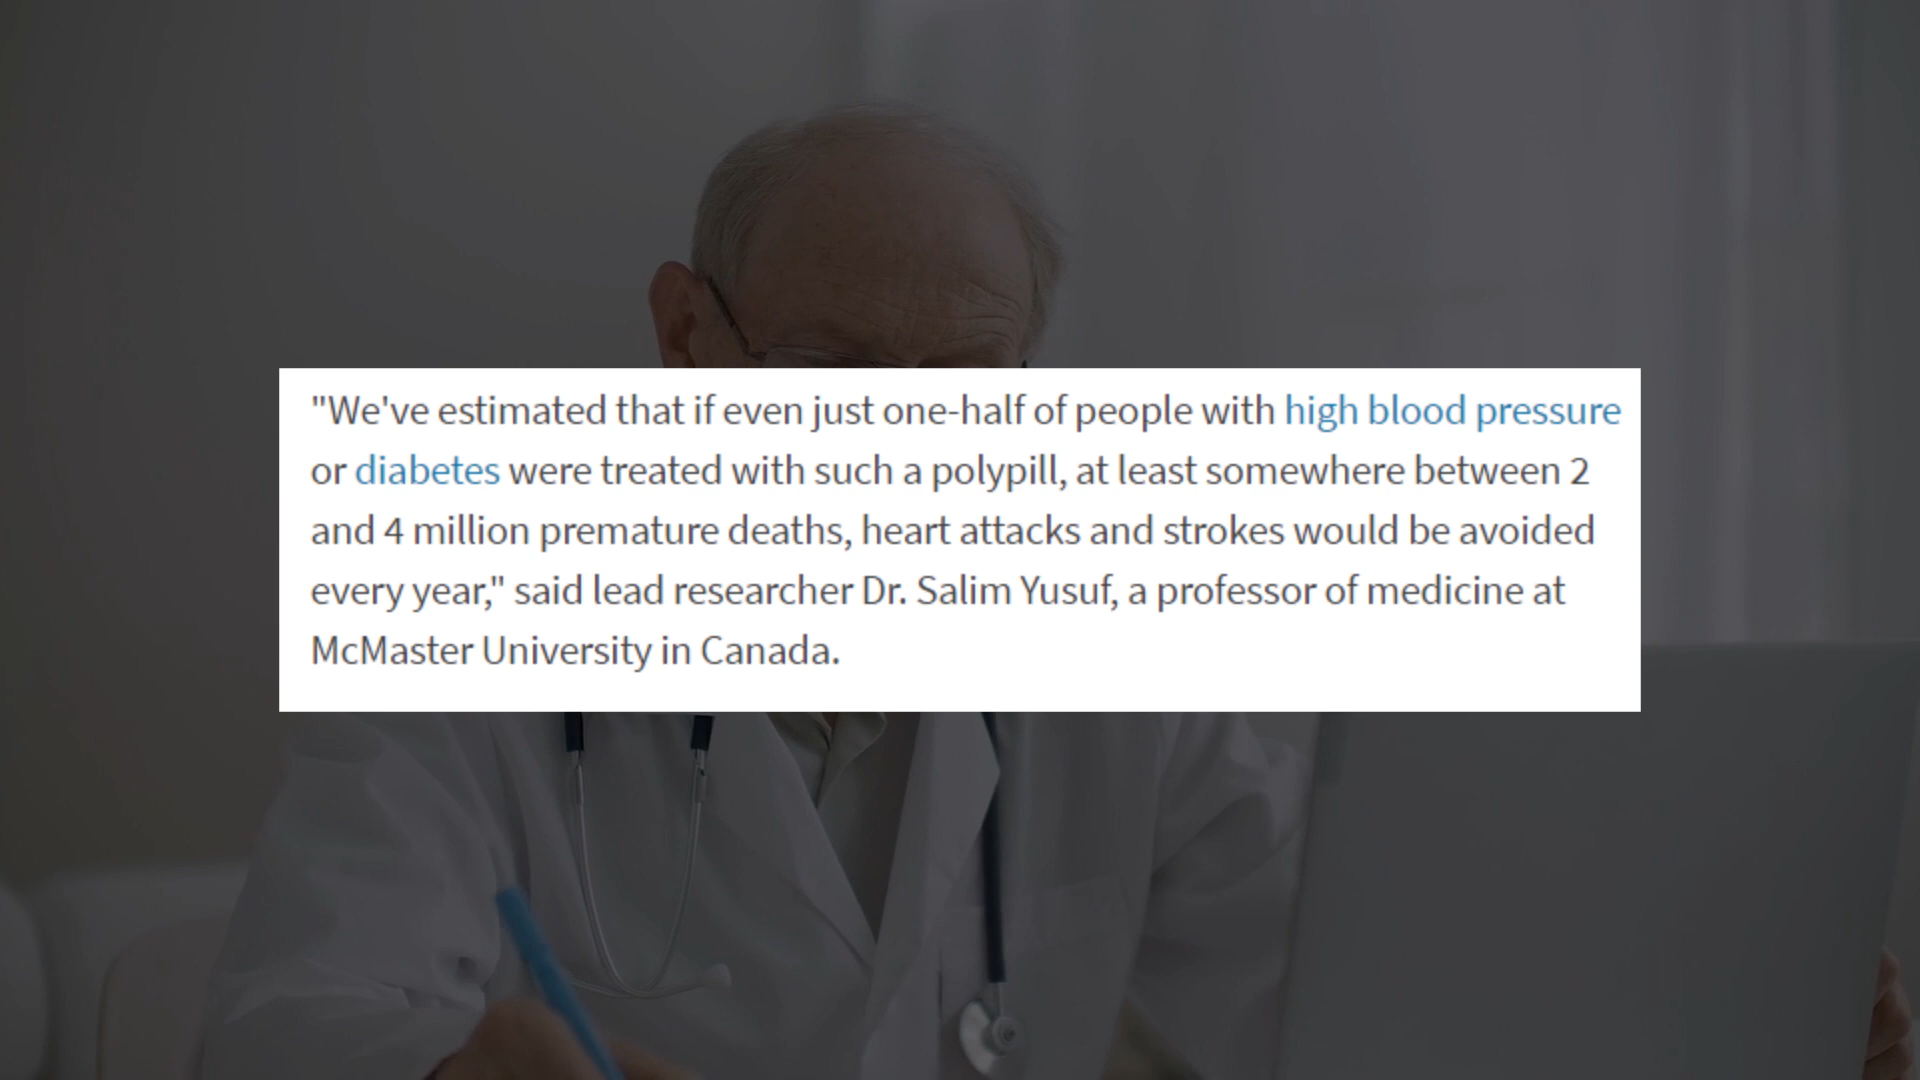 "We've estimated that if even just one-half of people with high blood pressure
or diabetes were treated with such a polypill, at least somewhere between 2
and 4 million premature deaths, heart attacks and strokes would be avoided
every year," said lead researcher Dr. Salim Yusuf, a professor of medicine at
McMaster University in Canada.